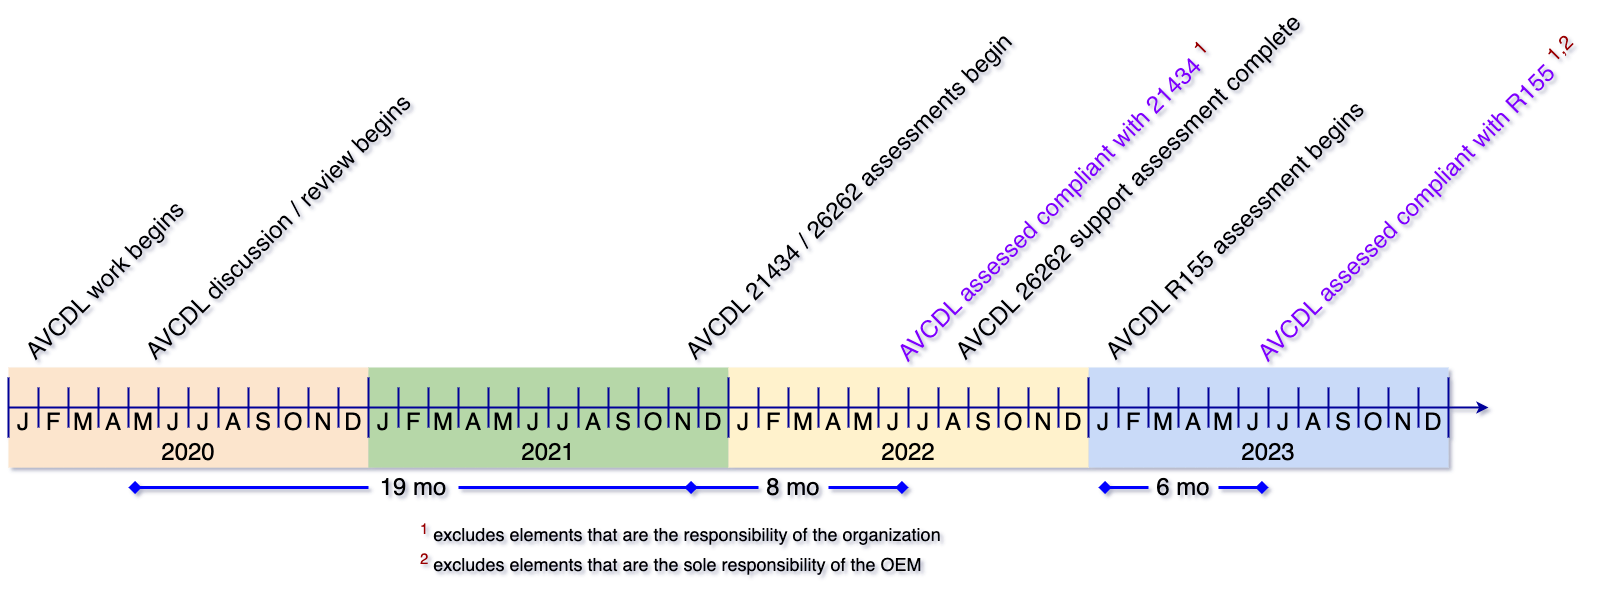 AVCDL work begins
AVCDL discussion / review begins
AVCDL 21434 / 26262 assessments begin
AVCDL assessed compliant with 21434 1
AVCDL 26262 support assessment complete
AVCDL R155 assessment begins
AVCDL assessed compliant with R155 1,2
J F M A M J J A S O N D J F M A M J J A S O N D J F M A M J J A S O N D J F M A M J J A S O N D
2020 2021 2022 2023
19 mo 8 mo 6 mo
1 excludes elements that are the responsibility of the organization
2 excludes elements that are the sole responsibility of the OEM